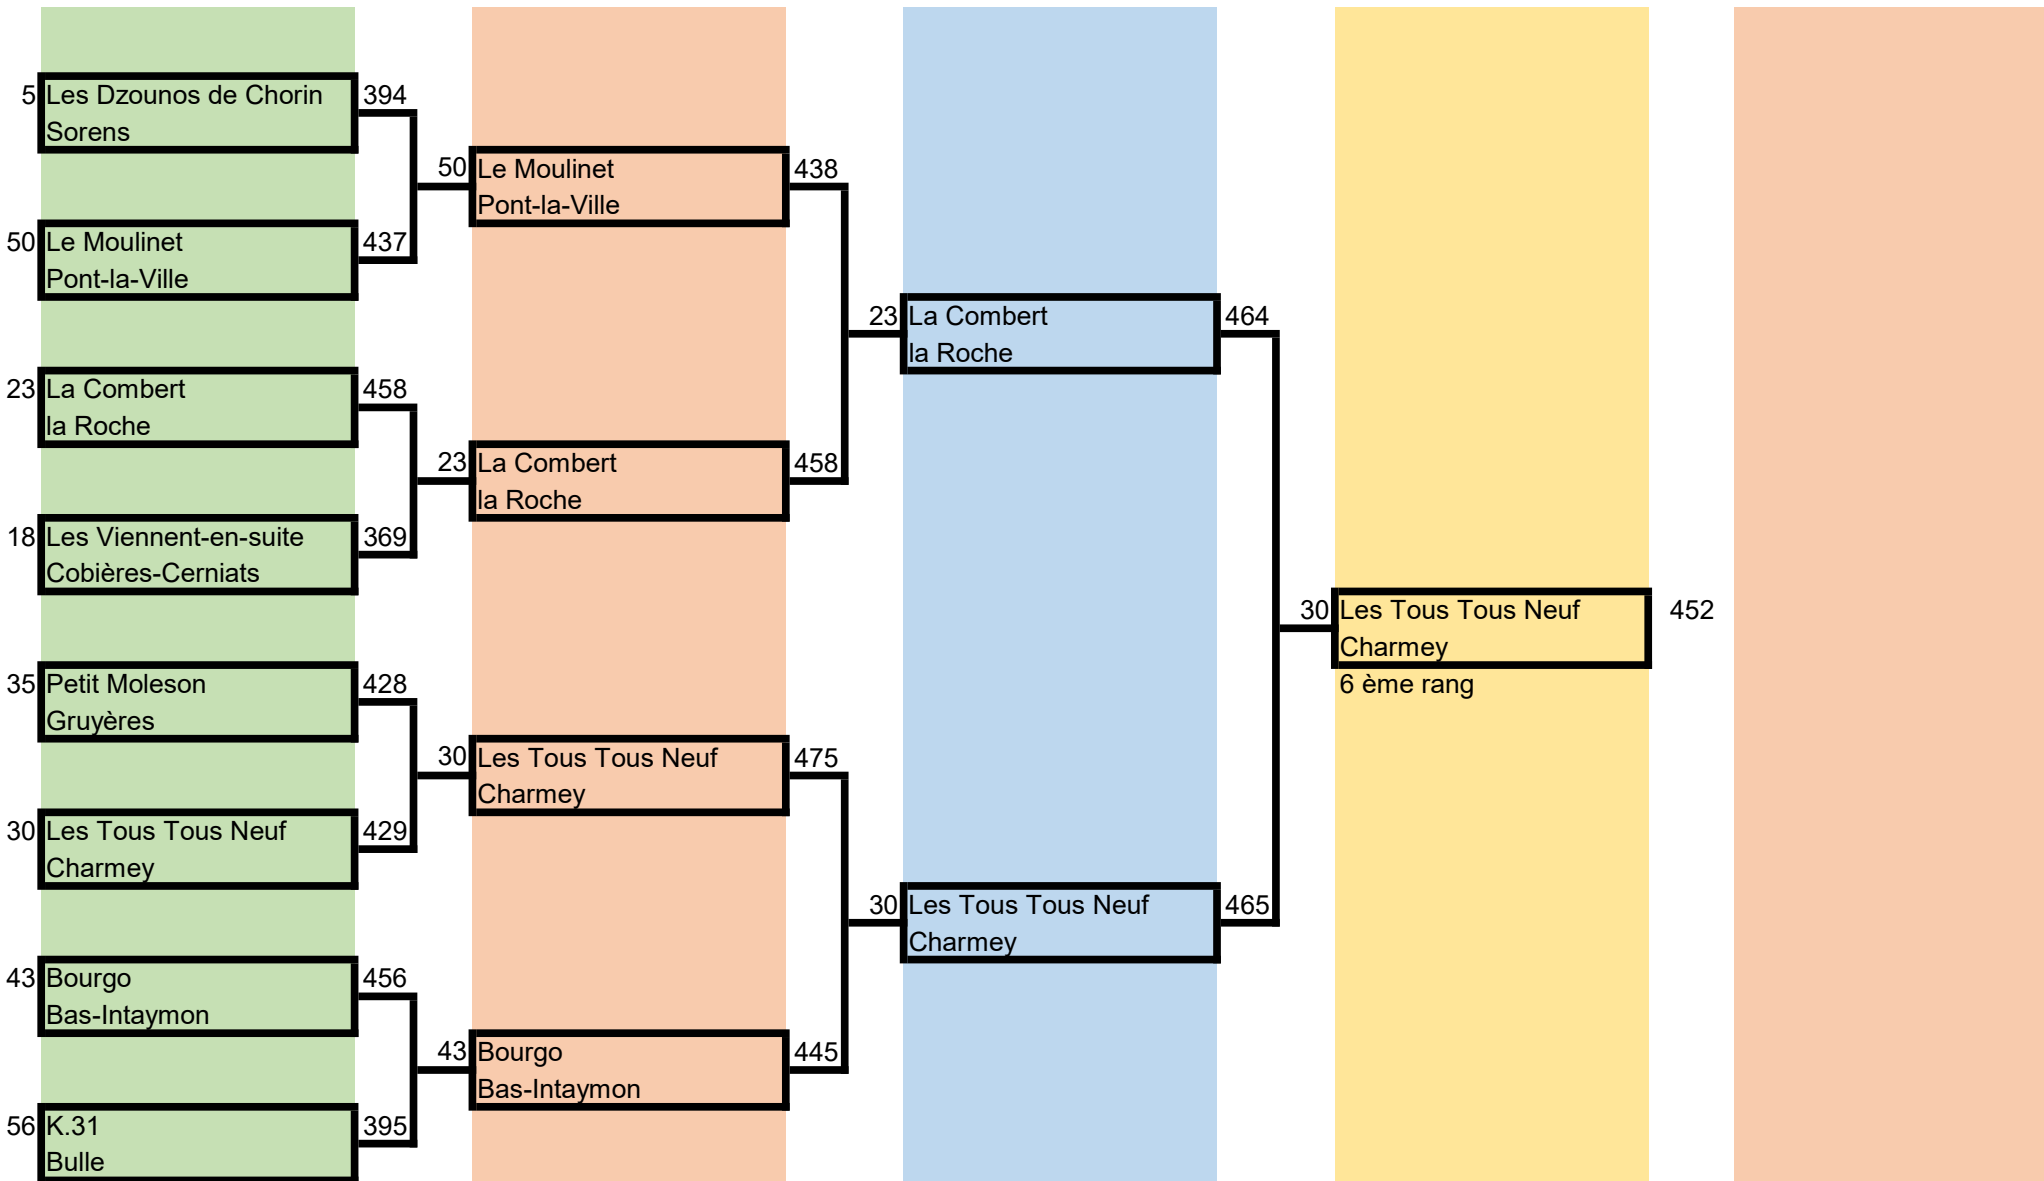 5 Les Dzounos de Chorin 394
Sorens
50 Le Moulinet 438
Pont-la-Ville
50 Le Moulinet 437
Pont-la-Ville
23 La Combert 464
la Roche
23 La Combert 458
la Roche
23 La Combert 458
la Roche
18 Les Viennent-en-suite 369
Cobières-Cerniats
30 Les Tous Tous Neuf 452
Charmey
6 ème rang
35 Petit Moleson 428
Gruyères
30 Les Tous Tous Neuf 475
Charmey
30 Les Tous Tous Neuf 429
Charmey
30 Les Tous Tous Neuf 465
Charmey
43 Bourgo 456
Bas-Intaymon
43 Bourgo 445
Bas-Intaymon
56 K.31 395
Bulle